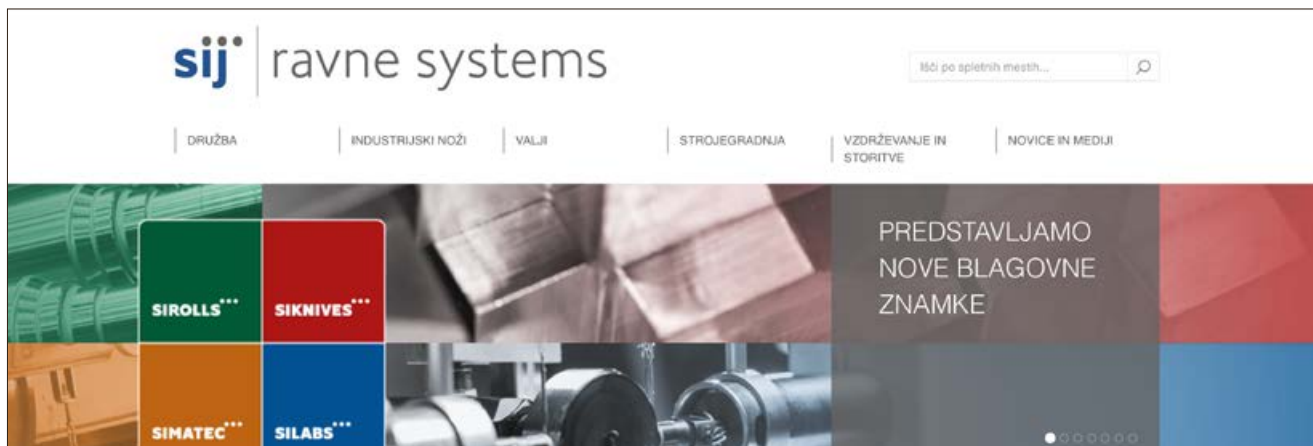 sij ravne systems
Išči po spletnih mestih...
DRUŽBA
INDUSTRIJSKI NOŽI
VALJI
STROJEGRADNJA
VZDRŽEVANJE IN
STORITVE
NOVICE IN MEDIJI
PREDSTAVLJAMO
NOVE BLAGOVNE
ZNAMKE
SIROLLS
SIKNIVES
SIMATEC
SILABS